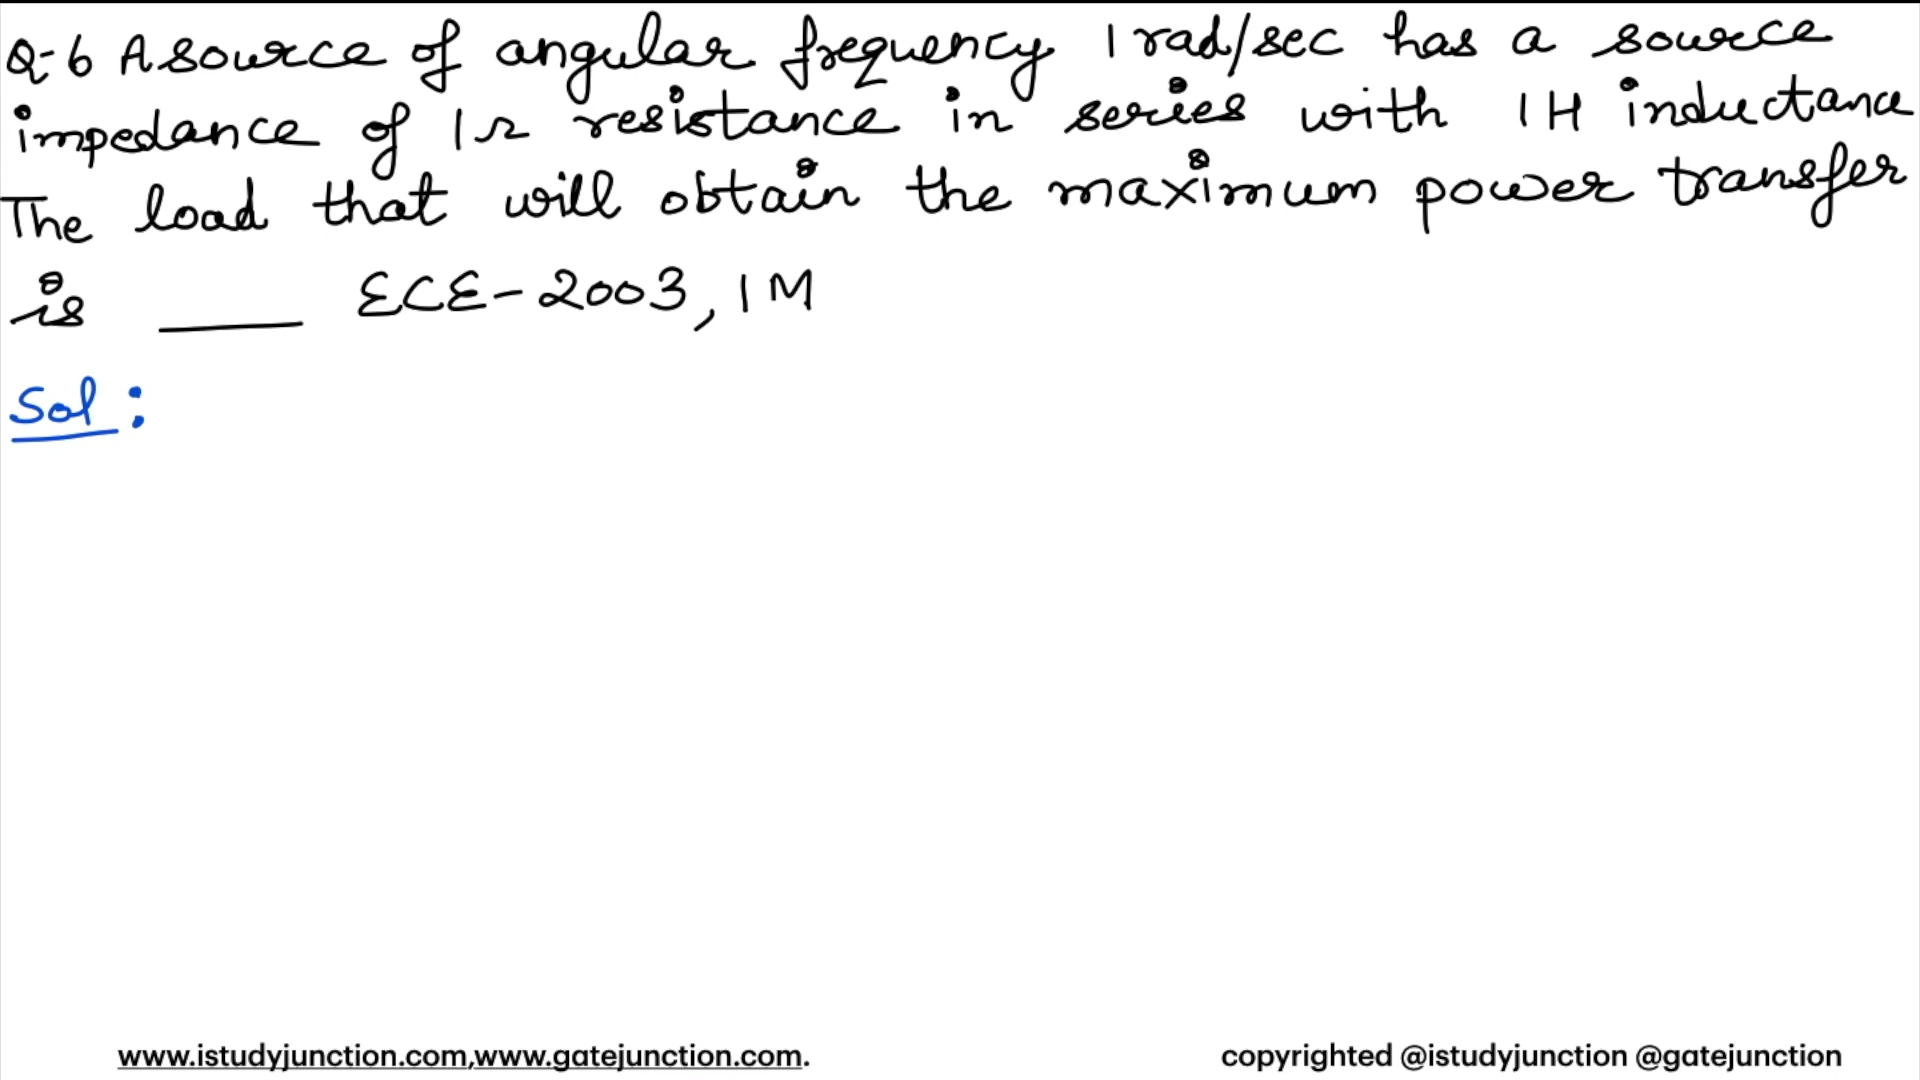 Q-6 A source of angular frequency 1 rad/sec has a source
impedance of 1Ω resistance in series with 1H inductance
The load that will obtain the maximum power transfer
is ____ ECE-2003, 1M
Sol :
www.istudyjunction.com,www.gatejunction.com.
copyrighted @istudyjunction @gatejunction